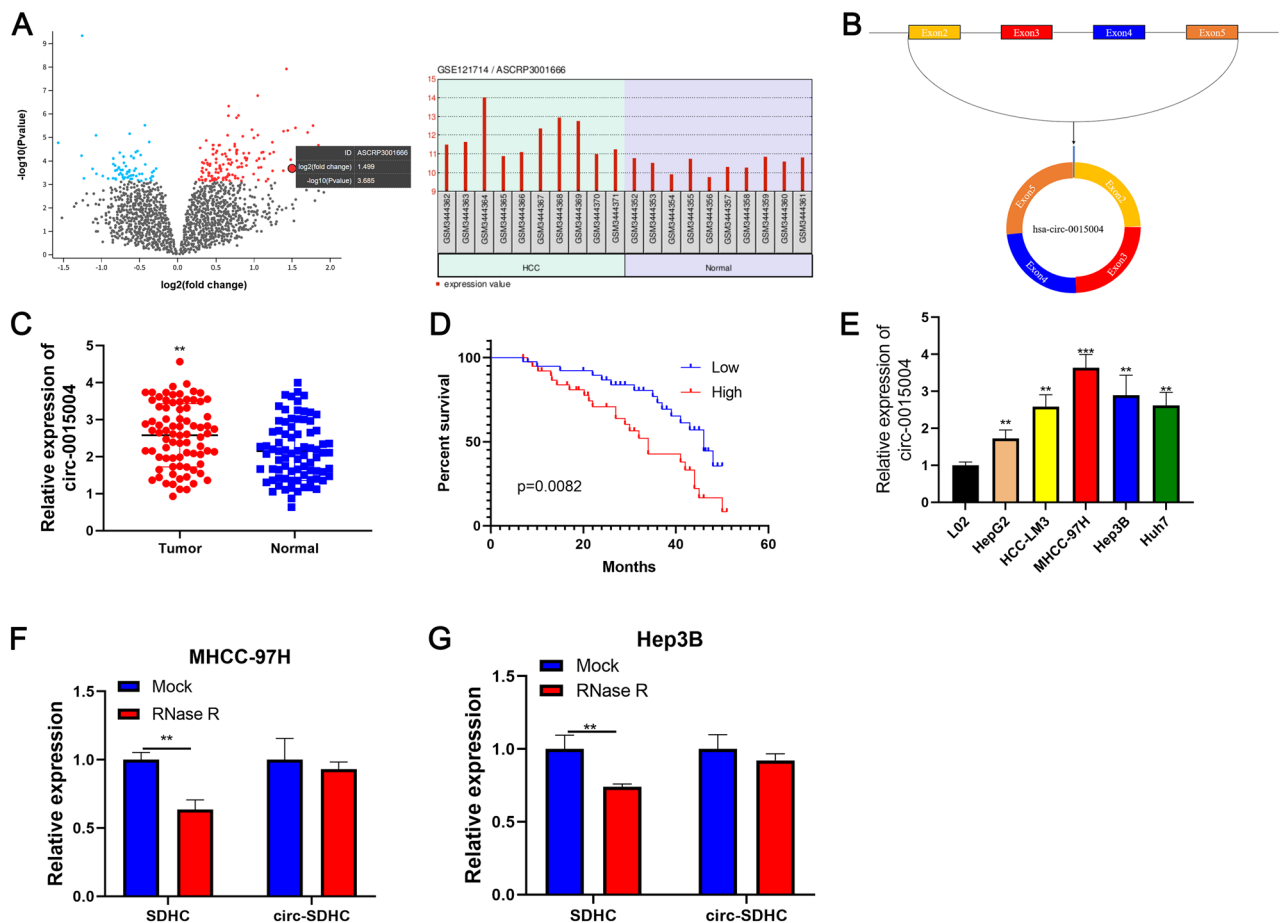 A
-log10(Pvalue)
9
8
7
6
5
4
3
2
1
0
-1.5
-1.0
-0.5
0.0
0.5
1.0
1.5
2.0
log2(fold change)
ID ASCRP3001666
log2(fold change) 1.499
-log10(Pvalue) 3.685
GSE121714 / ASCRP3001666
15
14
13
12
11
10
9
GSM3444362
GSM3444363
GSM3444364
GSM3444365
GSM3444366
GSM3444367
GSM3444368
GSM3444369
GSM3444370
GSM3444371
GSM3444352
GSM3444353
GSM3444354
GSM3444355
GSM3444356
GSM3444357
GSM3444358
GSM3444359
GSM3444360
GSM3444361
HCC
Normal
expression value
B
Exon2
Exon3
Exon4
Exon5
Exon5
Exon2
hsa-circ-0015004
Exon4
Exon3
C
Relative expression of
circ-0015004
5
4
3
2
1
0
**
Tumor
Normal
D
Percent survival
100
50
0
Low
High
p=0.0082
0
20
40
60
Months
E
Relative expression of
circ-0015004
5
4
3
2
1
0
**
**
***
**
**
L02
HepG2
HCC-LM3
MHCC-97H
Hep3B
Huh7
F
MHCC-97H
Mock
RNase R
Relative expression
1.5
1.0
0.5
0.0
**
SDHC
circ-SDHC
G
Hep3B
Mock
RNase R
Relative expression
1.5
1.0
0.5
0.0
**
SDHC
circ-SDHC